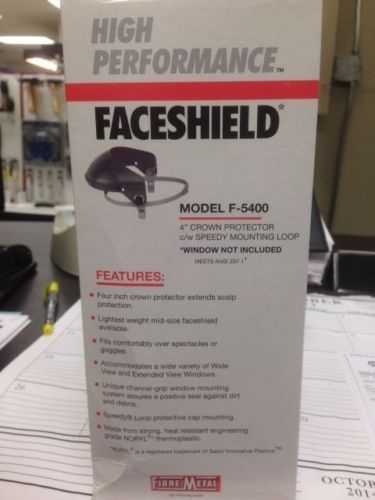 HIGH
PERFORMANCE™
FACESHIELD*
MODEL F-5400
4" CROWN PROTECTOR
c/w SPEEDY MOUNTING LOOP
*WINDOW NOT INCLUDED
MEETS ANSI Z87.1+
FEATURES:
• Four inch crown protector extends scalp
protection.
• Lightest weight mid-size faceshield
available.
• Fits comfortably over spectacles or
goggles.
• Accommodates a wide variety of Wide
View and Extended View Windows.
• Unique channel-grip window mounting
system assures a positive seal against dirt
and debris.
• Speedy® Loop protective cap mounting.
• Made from strong, heat resistant engineering
grade NORYL™ thermoplastic.
"NORYL" is a registered trademark of Sabic Innovative Plastics™
FIBRE-METAL
by Honeywell
OCTOBER